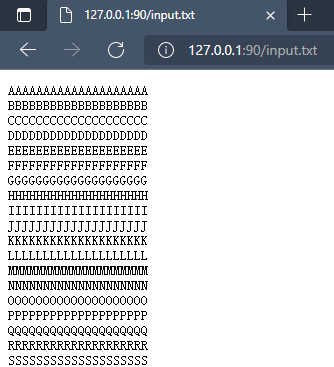 127.0.0.1:90/input.txt
127.0.0.1:90/input.txt
AAAAAAAAAAAAAAAAAAAA
BBBBBBBBBBBBBBBBBBBB
CCCCCCCCCCCCCCCCCCCC
DDDDDDDDDDDDDDDDDDDD
EEEEEEEEEEEEEEEEEEEE
FFFFFFFFFFFFFFFFFFFF
GGGGGGGGGGGGGGGGGGGG
HHHHHHHHHHHHHHHHHHHH
IIIIIIIIIIIIIIIIIIII
JJJJJJJJJJJJJJJJJJJJ
KKKKKKKKKKKKKKKKKKKK
LLLLLLLLLLLLLLLLLLLL
MMMMMMMMMMMMMMMMMMMM
NNNNNNNNNNNNNNNNNNNN
OOOOOOOOOOOOOOOOOOOO
PPPPPPPPPPPPPPPPPPPP
QQQQQQQQQQQQQQQQQQQQ
RRRRRRRRRRRRRRRRRRRR
SSSSSSSSSSSSSSSSSSSS